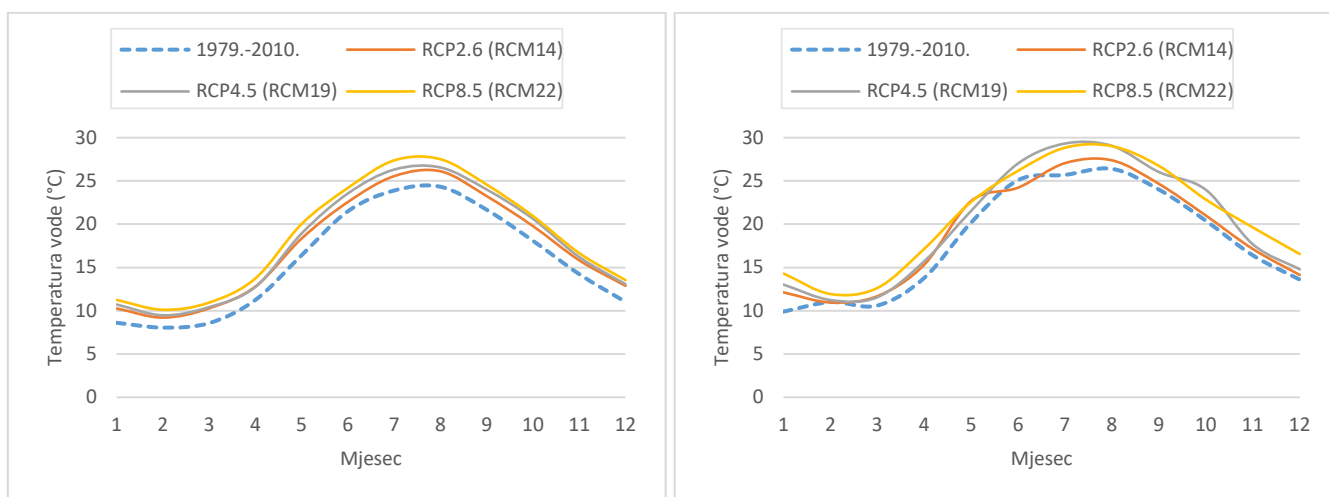 1979.-2010. RCP2.6 (RCM14)
RCP4.5 (RCM19) RCP8.5 (RCM22)
Temperatura vode (°C)
30
25
20
15
10
5
0
1 2 3 4 5 6 7 8 9 10 11 12
Mjesec
1979.-2010. RCP2.6 (RCM14)
RCP4.5 (RCM19) RCP8.5 (RCM22)
Temperatura vode (°C)
30
25
20
15
10
5
0
1 2 3 4 5 6 7 8 9 10 11 12
Mjesec